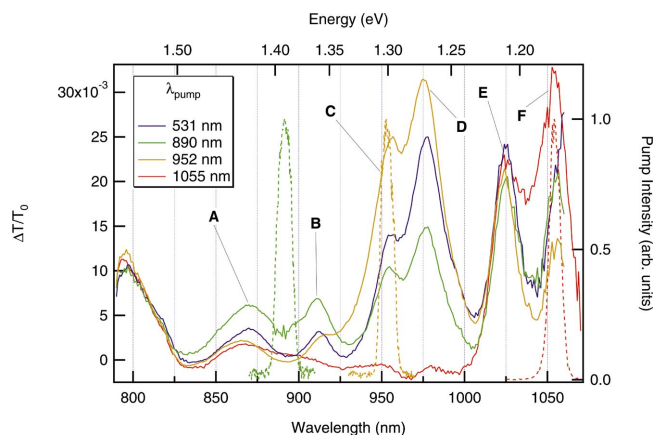 Energy (eV)
1.50 1.40 1.35 1.30 1.25 1.20
30x10⁻³
25
20
15
10
5
0
ΔT/T₀
λpump
531 nm
890 nm
952 nm
1055 nm
A
B
C
D
E
F
1.0
0.5
0.0
Pump Intensity (arb. units)
800 850 900 950 1000 1050
Wavelength (nm)